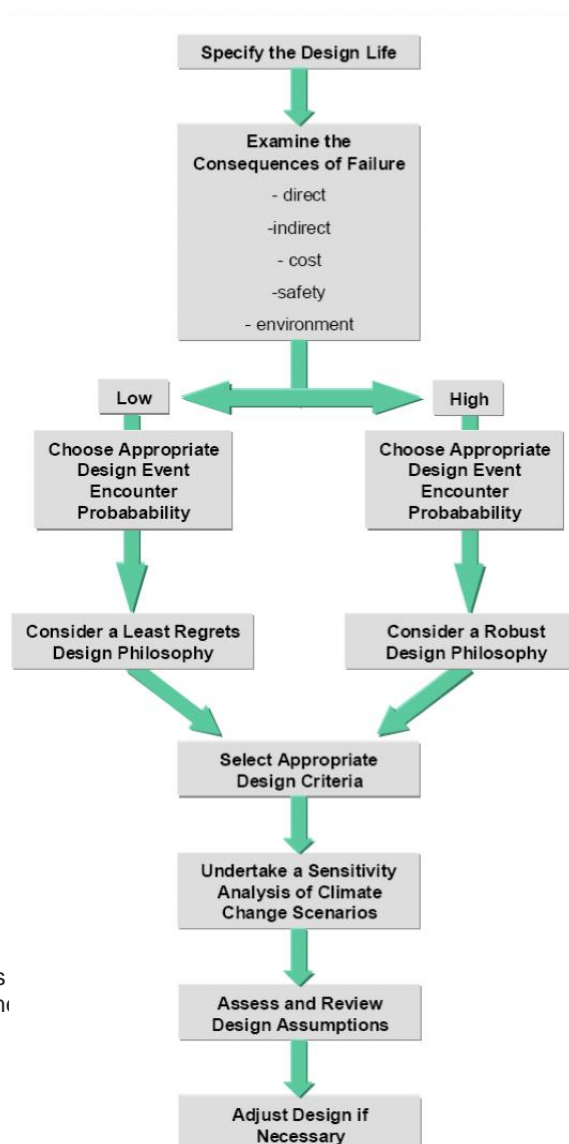 Specify the Design Life
Examine the
Consequences of Failure
- direct
-indirect
- cost
-safety
- environment
Low
High
Choose Appropriate
Design Event
Encounter
Probabability
Choose Appropriate
Design Event
Encounter
Probabability
Consider a Least Regrets
Design Philosophy
Consider a Robust
Design Philosophy
Select Appropriate
Design Criteria
Undertake a Sensitivity
Analysis of Climate
Change Scenarios
Assess and Review
Design Assumptions
Adjust Design if
Necessary